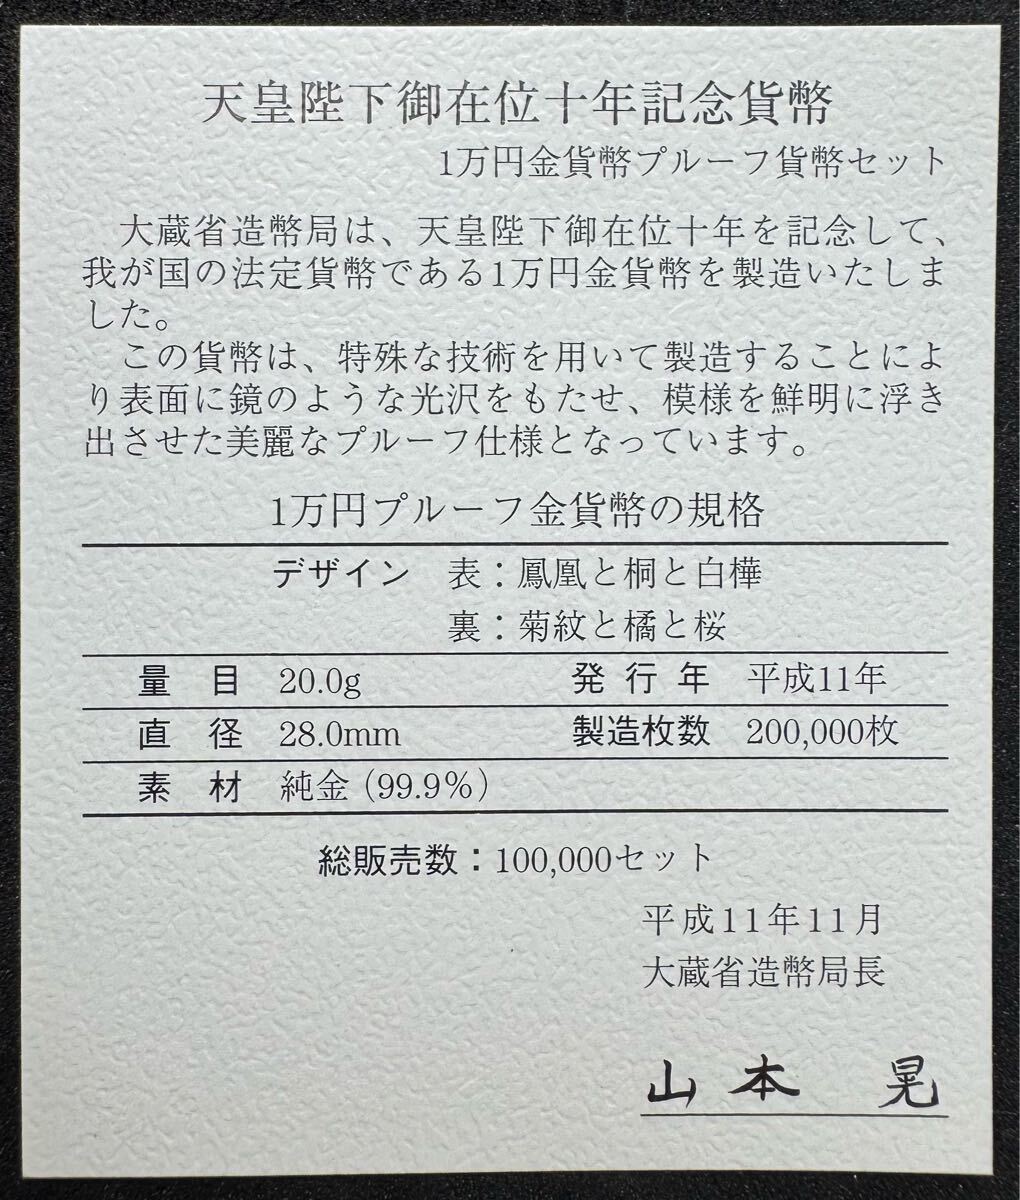 天皇陛下御在位十年記念貨幣
1万円金貨幣プルーフ貨幣セット
大蔵省造幣局は、天皇陛下御在位十年を記念して、
我が国の法定貨幣である1万円金貨幣を製造いたしま
した。
この貨幣は、特殊な技術を用いて製造することによ
り表面に鏡のような光沢をもたせ、模様を鮮明に浮き
出させた美麗なプルーフ仕様となっています。
1万円プルーフ金貨幣の規格
デザイン 表：鳳凰と桐と白樺
裏：菊紋と橘と桜
量目 20.0g 発行年 平成11年
直径 28.0mm 製造枚数 200,000枚
素材 純金（99.9％）
総販売数：100,000セット
平成11年11月
大蔵省造幣局長
山本 晃